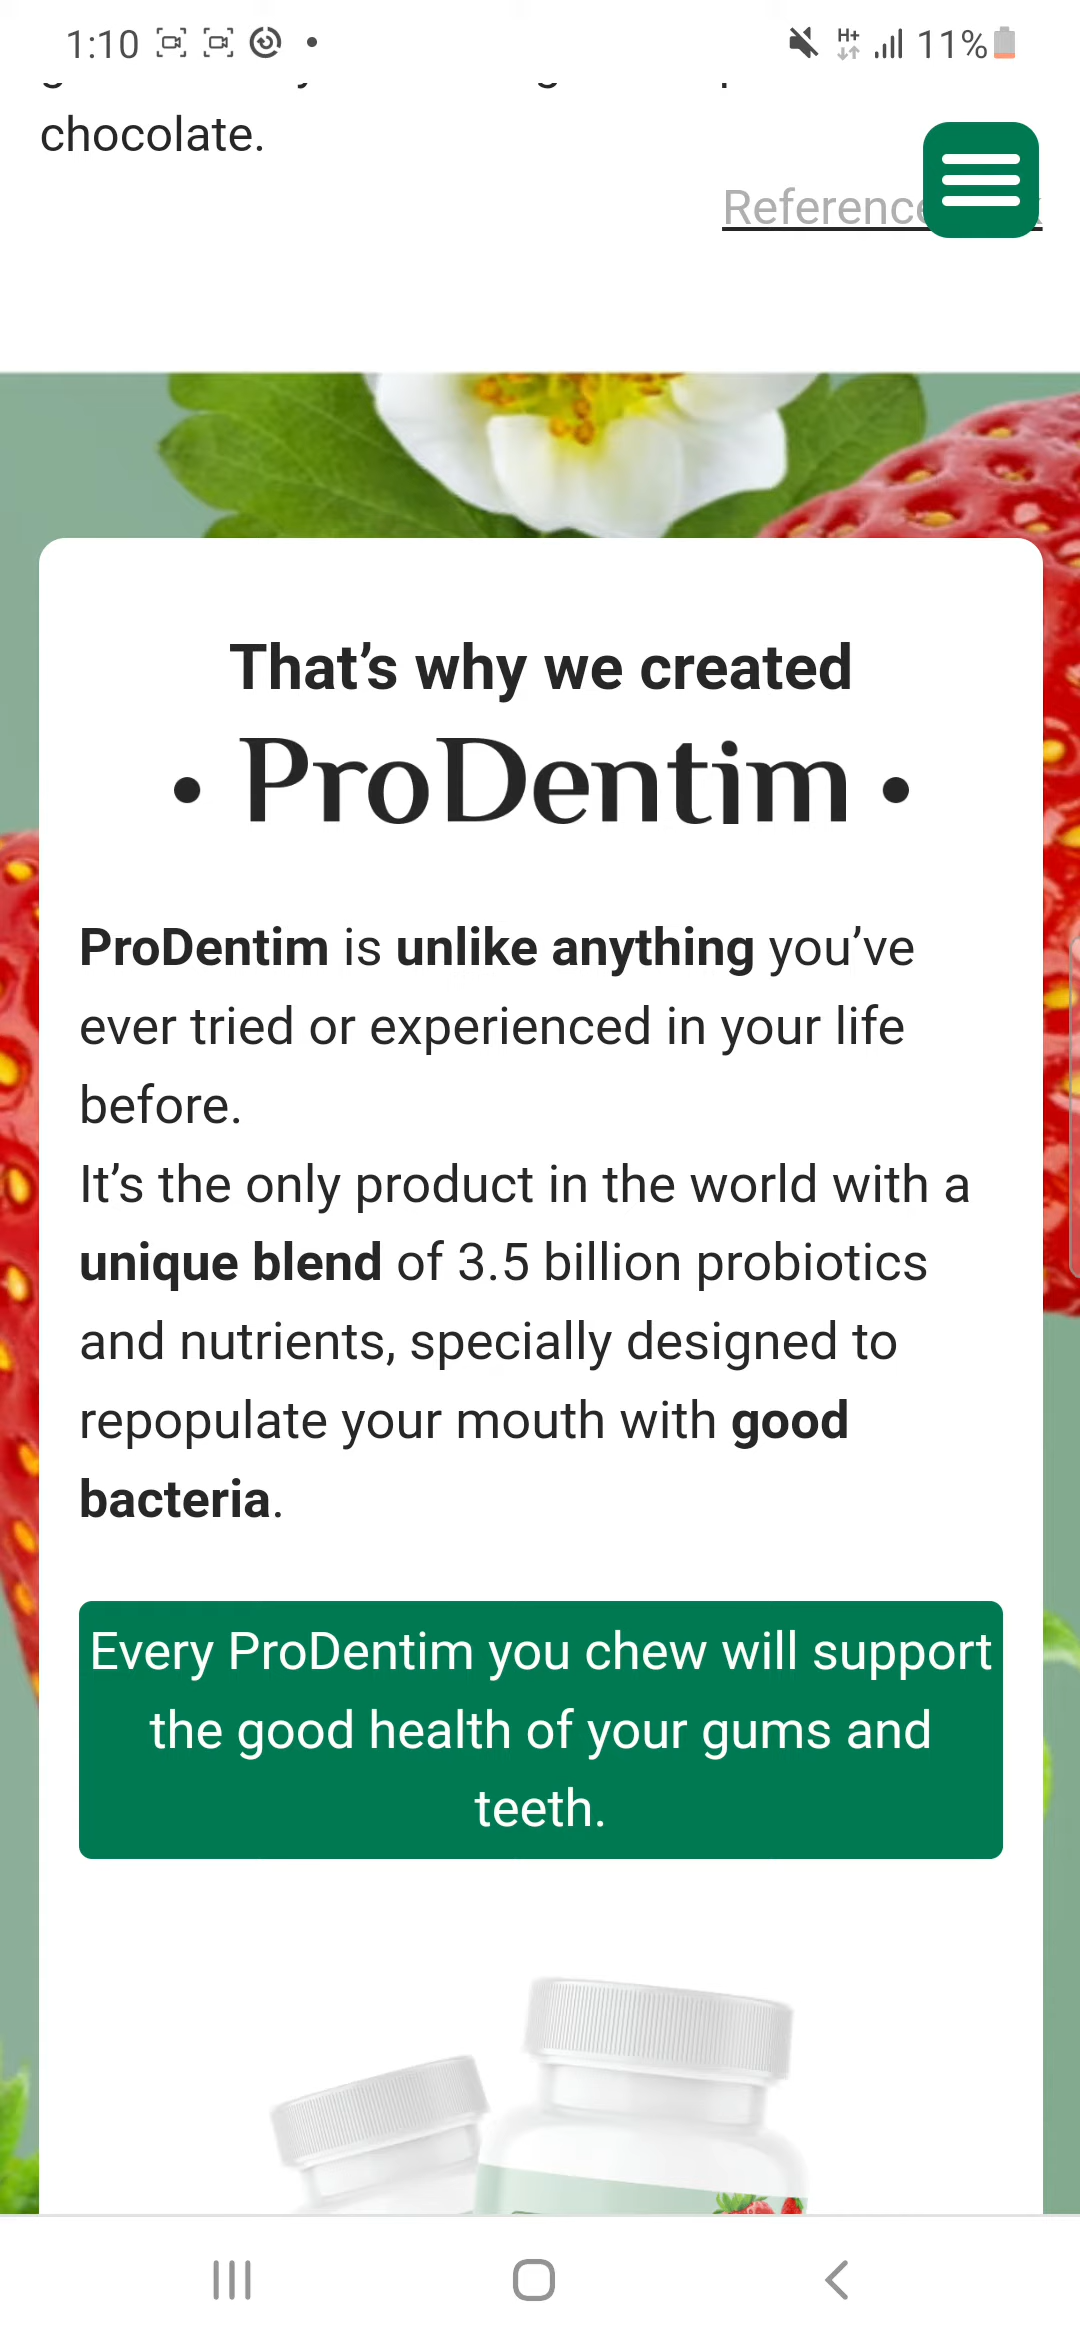 1:10
H+
11%
chocolate.
Reference
That’s why we created
• ProDentim •
ProDentim is unlike anything you’ve
ever tried or experienced in your life
before.
It’s the only product in the world with a
unique blend of 3.5 billion probiotics
and nutrients, specially designed to
repopulate your mouth with good
bacteria.
Every ProDentim you chew will support
the good health of your gums and
teeth.